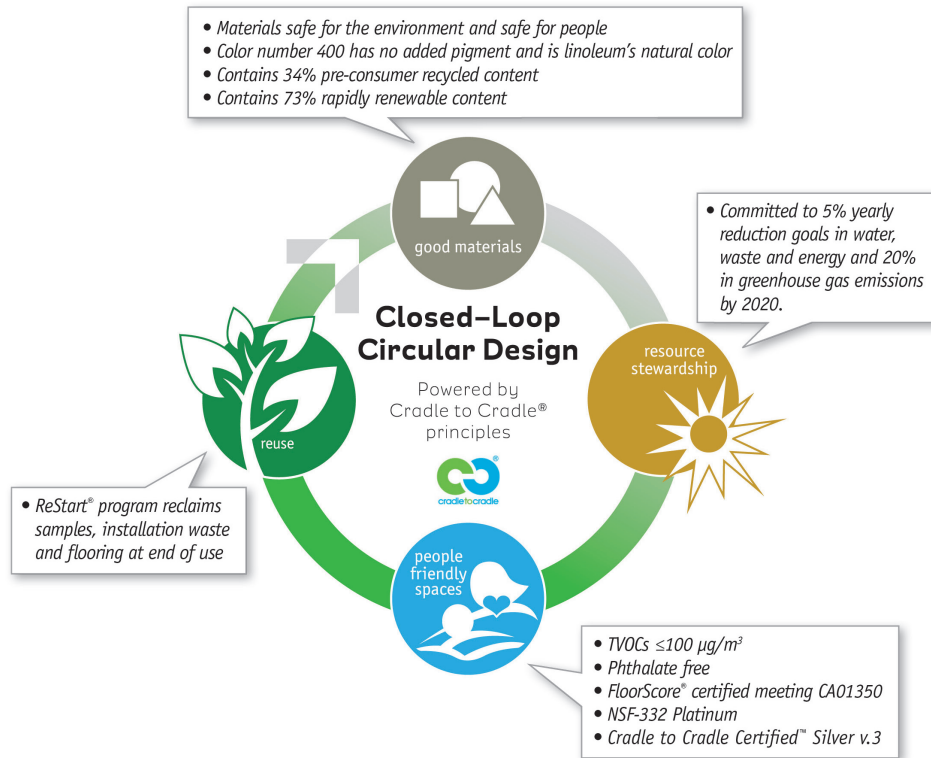 • Materials safe for the environment and safe for people
• Color number 400 has no added pigment and is linoleum's natural color
• Contains 34% pre-consumer recycled content
• Contains 73% rapidly renewable content
good materials
• Committed to 5% yearly
reduction goals in water,
waste and energy and 20%
in greenhouse gas emissions
by 2020.
Closed–Loop
Circular Design
Powered by
Cradle to Cradle®
principles
®
cradletocradle
resource
stewardship
reuse
• ReStart® program reclaims
samples, installation waste
and flooring at end of use
people
friendly
spaces
• TVOCs ≤100 µg/m³
• Phthalate free
• FloorScore® certified meeting CA01350
• NSF-332 Platinum
• Cradle to Cradle Certified™ Silver v.3